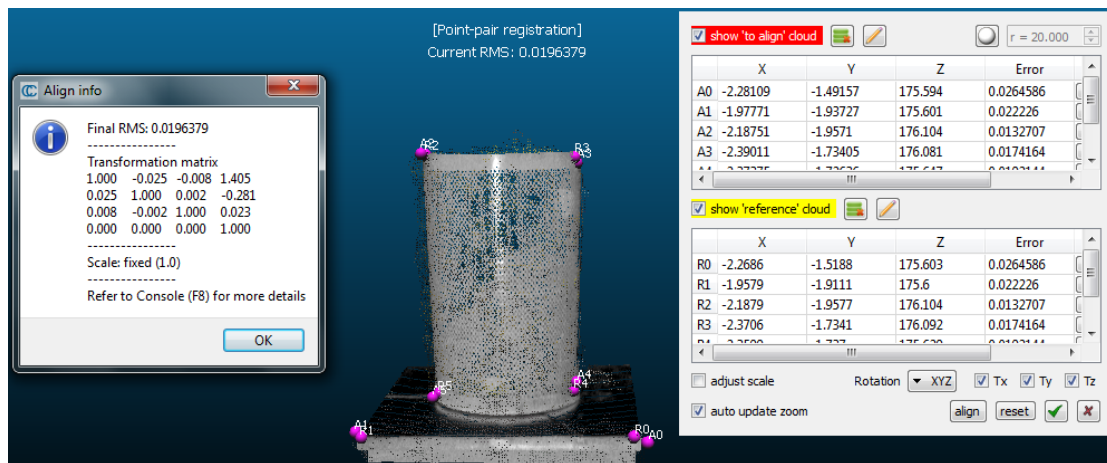 [Point-pair registration]
Current RMS: 0.0196379
Align info
Final RMS: 0.0196379
----------------
Transformation matrix
1.000 -0.025 -0.008 1.405
0.025 1.000 0.002 -0.281
0.008 -0.002 1.000 0.023
0.000 0.000 0.000 1.000
----------------
Scale: fixed (1.0)
----------------
Refer to Console (F8) for more details
OK
R3
A4
R4
R5
A1
R1
R0
A0
show 'to align' cloud
r = 20.000
X Y Z Error
A0 -2.28109 -1.49157 175.594 0.0264586
A1 -1.97771 -1.93727 175.601 0.022226
A2 -2.18751 -1.9571 176.104 0.0132707
A3 -2.39011 -1.73405 176.081 0.0174164
show 'reference' cloud
X Y Z Error
R0 -2.2686 -1.5188 175.603 0.0264586
R1 -1.9579 -1.9111 175.6 0.022226
R2 -2.1879 -1.9577 176.104 0.0132707
R3 -2.3706 -1.7341 176.092 0.0174164
adjust scale Rotation XYZ Tx Ty Tz
auto update zoom align reset